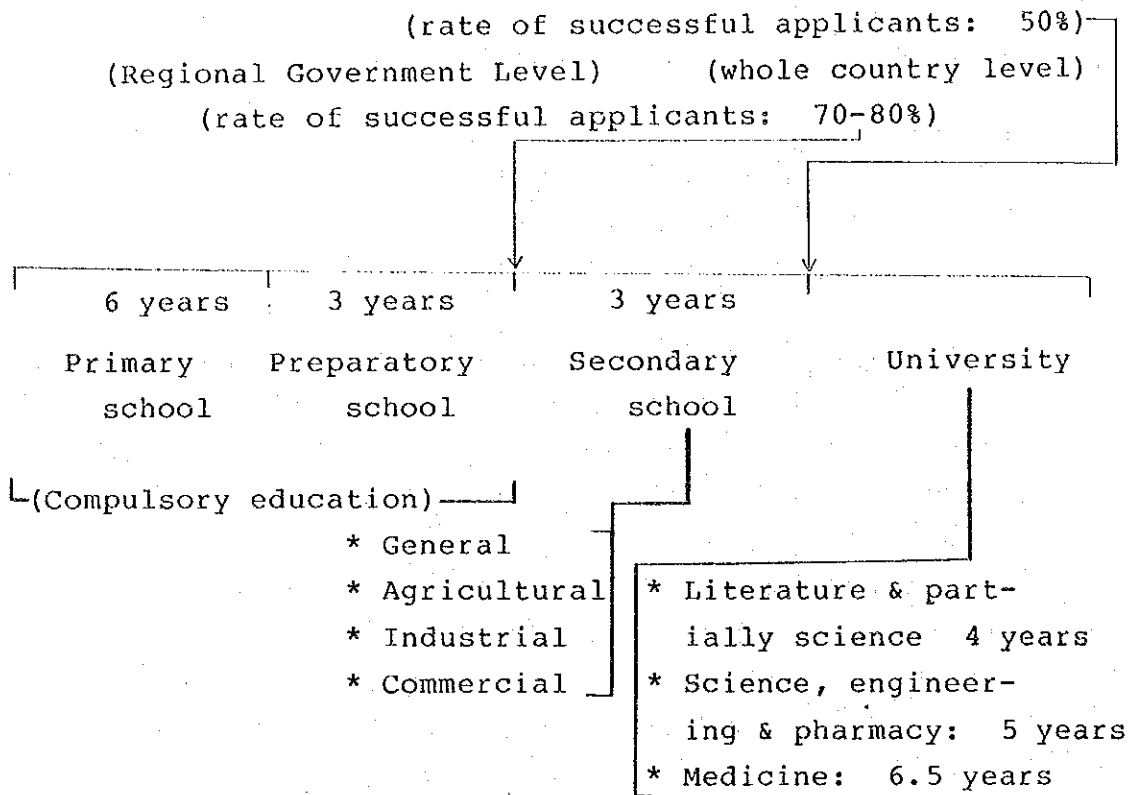 (rate of successful applicants: 50%)
(Regional Government Level) (whole country level)
(rate of successful applicants: 70-80%)
6 years 3 years 3 years
Primary Preparatory Secondary University
school school school
(Compulsory education)
* General
* Agricultural * Literature & part-
* Industrial ially science 4 years
* Commercial * Science, engineer-
ing & pharmacy: 5 years
* Medicine: 6.5 years